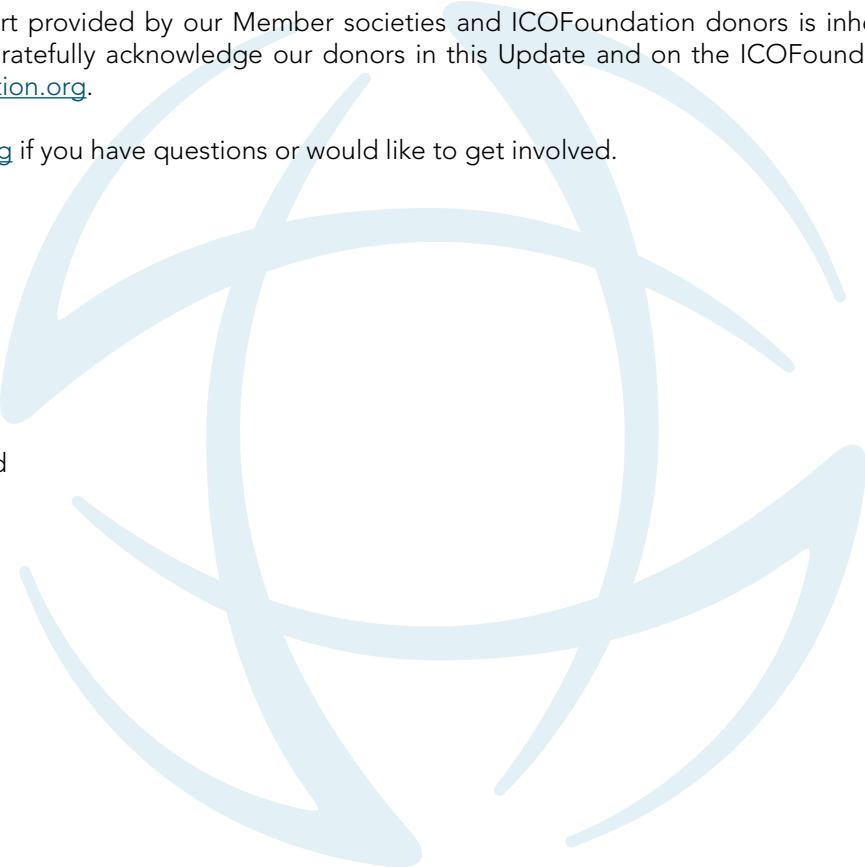 rt provided by our Member societies and ICOFoundation donors is inh
ratefully acknowledge our donors in this Update and on the ICOFound
tion.org.
g if you have questions or would like to get involved.
d